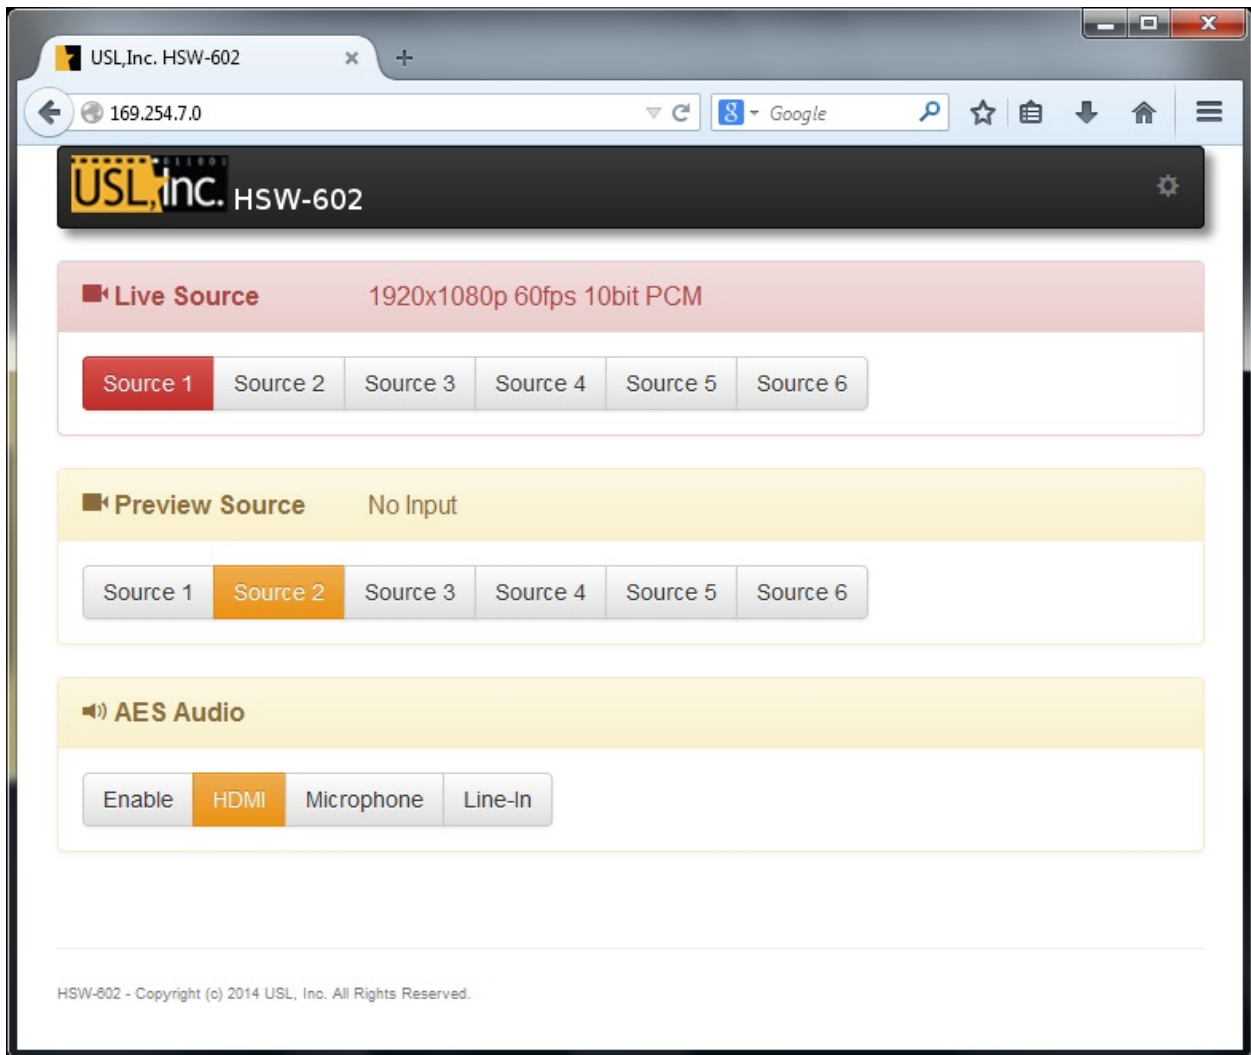 USL,Inc. HSW-602
169.254.7.0
Google
USL,inc. HSW-602
Live Source 1920x1080p 60fps 10bit PCM
Source 1 Source 2 Source 3 Source 4 Source 5 Source 6
Preview Source No Input
Source 1 Source 2 Source 3 Source 4 Source 5 Source 6
AES Audio
Enable HDMI Microphone Line-In
HSW-602 - Copyright (c) 2014 USL, Inc. All Rights Reserved.